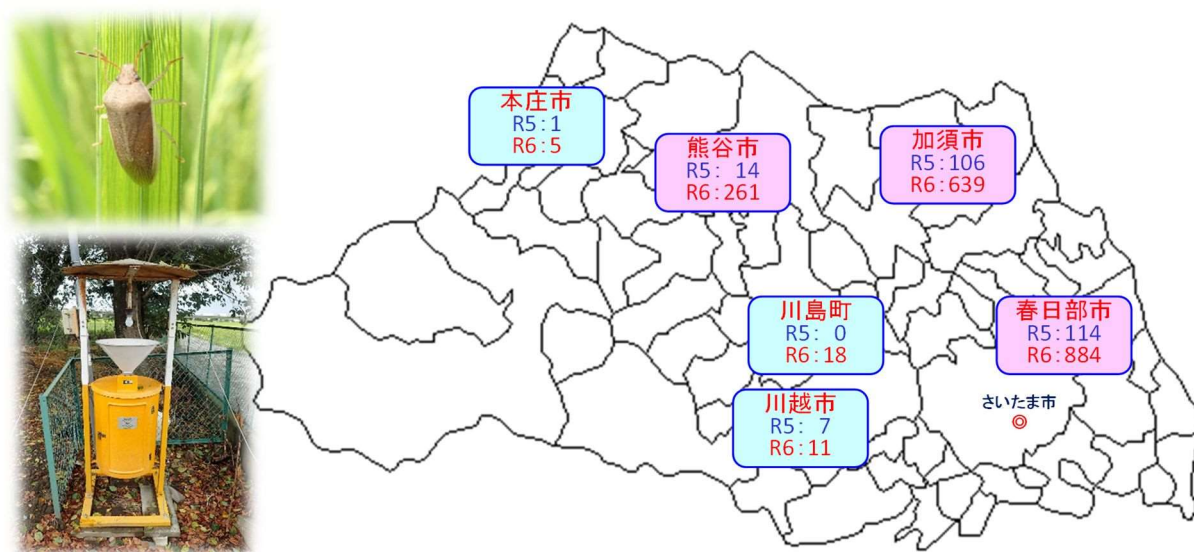 本庄市
R5:1
R6:5
熊谷市
R5: 14
R6:261
加須市
R5:106
R6:639
川島町
R5: 0
R6:18
春日部市
R5:114
R6:884
川越市
R5: 7
R6:11
さいたま市